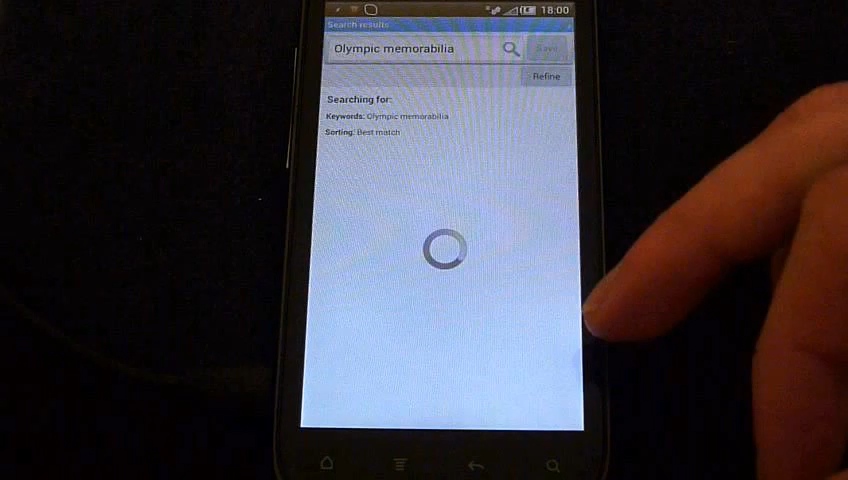 18:00
Search results
Olympic memorabilia
Save
Refine
Searching for:
Keywords: Olympic memorabilia
Sorting: Best match